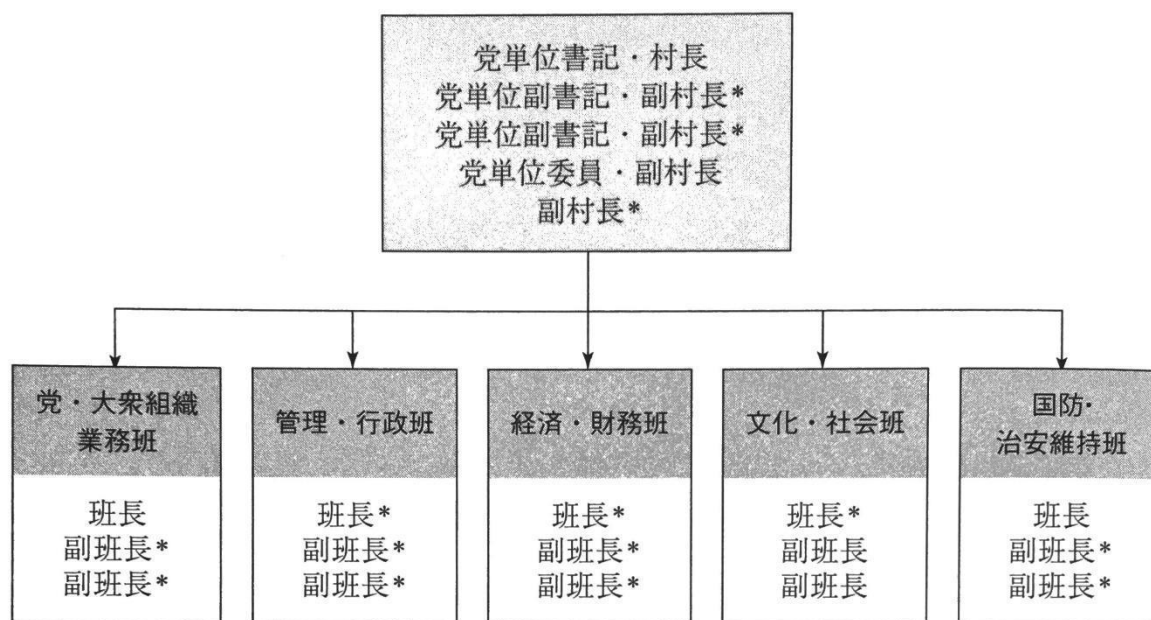 党単位書記・村長
党単位副書記・副村長*
党単位副書記・副村長*
党単位委員・副村長
副村長*
党・大衆組織
業務班
班長
副班長*
副班長*
管理・行政班
班長*
副班長*
副班長*
経済・財務班
班長*
副班長*
副班長*
文化・社会班
班長*
副班長
副班長
国防・
治安維持班
班長
副班長*
副班長*